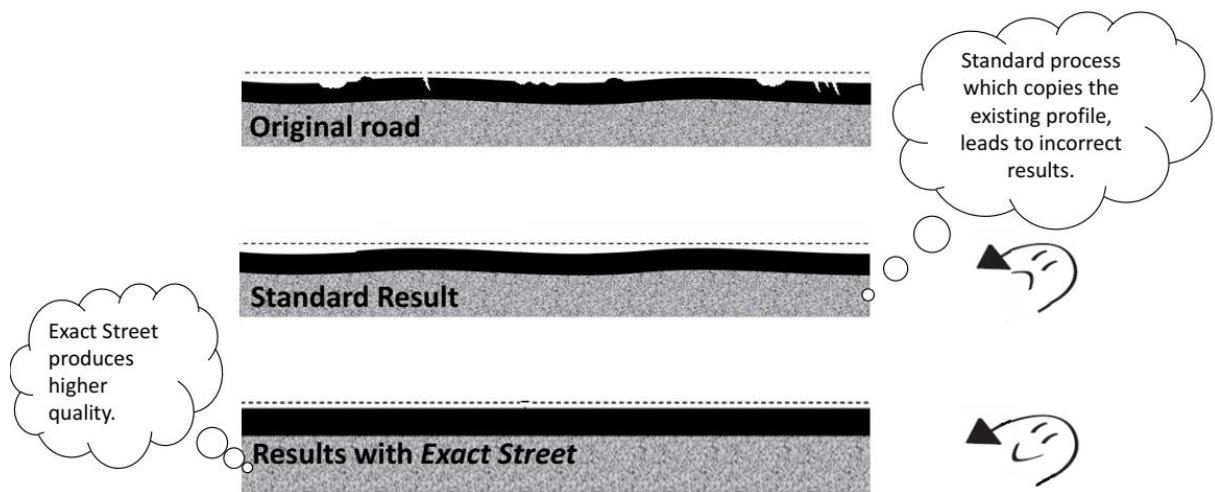 Standard process
which copies the
existing profile,
leads to incorrect
results.
Original road
Standard Result
Exact Street
produces
higher
quality.
Results with Exact Street